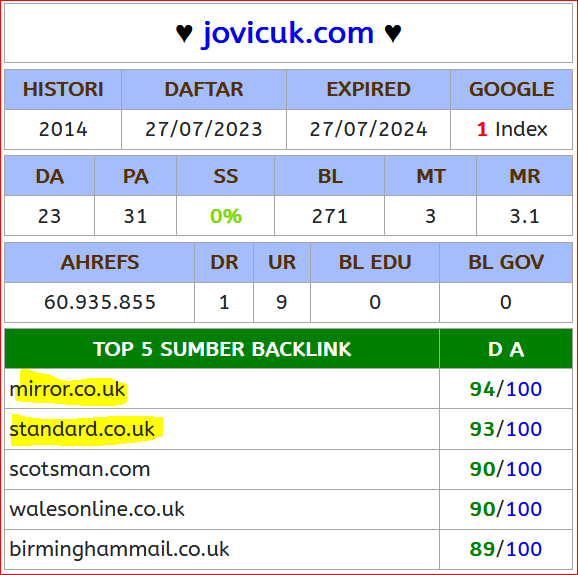 ♥ jovicuk.com ♥
HISTORI DAFTAR EXPIRED GOOGLE
2014 27/07/2023 27/07/2024 1 Index
DA PA SS BL MT MR
23 31 0% 271 3 3.1
AHREFS DR UR BL EDU BL GOV
60.935.855 1 9 0 0
TOP 5 SUMBER BACKLINK D A
mirror.co.uk 94/100
standard.co.uk 93/100
scotsman.com 90/100
walesonline.co.uk 90/100
birminghammail.co.uk 89/100